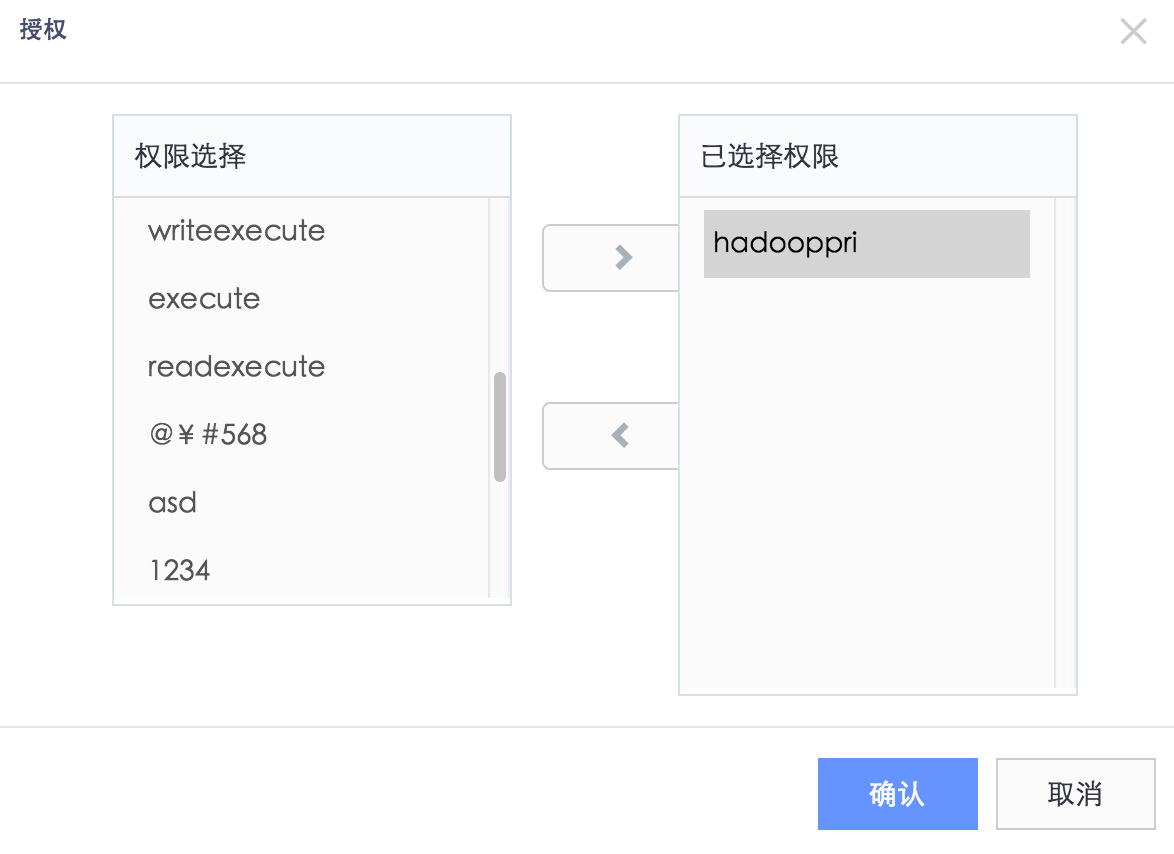 授权
权限选择
writeexecute
execute
readexecute
@￥#568
asd
1234
已选择权限
hadooppri
确认
取消